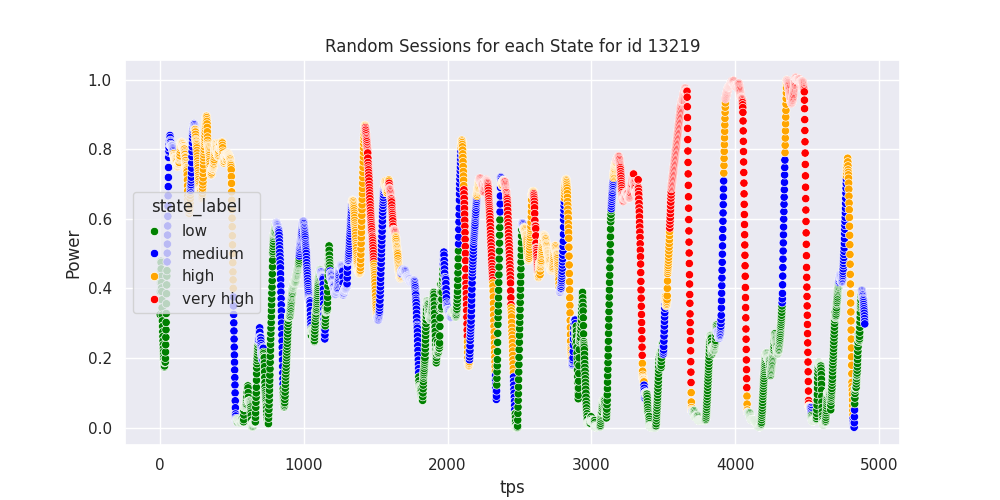 Random Sessions for each State for id 13219
Power
1.0
0.8
0.6
0.4
0.2
0.0
state_label
low
medium
high
very high
0 1000 2000 3000 4000 5000
tps